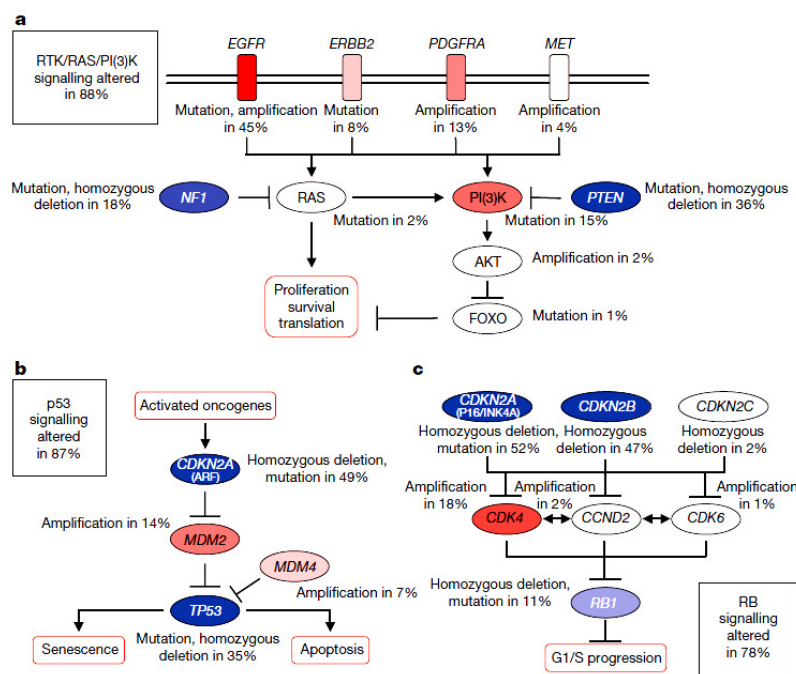 a
RTK/RAS/PI(3)K
signalling altered
in 88%
EGFR
ERBB2
PDGFRA
MET
Mutation, amplification
in 45%
Mutation
in 8%
Amplification
in 13%
Amplification
in 4%
Mutation, homozygous
deletion in 18%
NF1
RAS
Mutation in 2%
PI(3)K
Mutation in 15%
PTEN
Mutation, homozygous
deletion in 36%
AKT
Amplification in 2%
Proliferation
survival
translation
FOXO
Mutation in 1%
b
p53
signalling
altered
in 87%
Activated oncogenes
CDKN2A
(ARF)
Homozygous deletion,
mutation in 49%
Amplification in 14%
MDM2
MDM4
Amplification in 7%
TP53
Senescence
Mutation, homozygous
deletion in 35%
Apoptosis
c
CDKN2A
(P16/INK4A)
CDKN2B
CDKN2C
Homozygous deletion,
mutation in 52%
Homozygous
deletion in 47%
Homozygous
deletion in 2%
Amplification
in 18%
Amplification
in 2%
Amplification
in 1%
CDK4
CCND2
CDK6
Homozygous deletion,
mutation in 11%
RB1
G1/S progression
RB
signalling
altered
in 78%